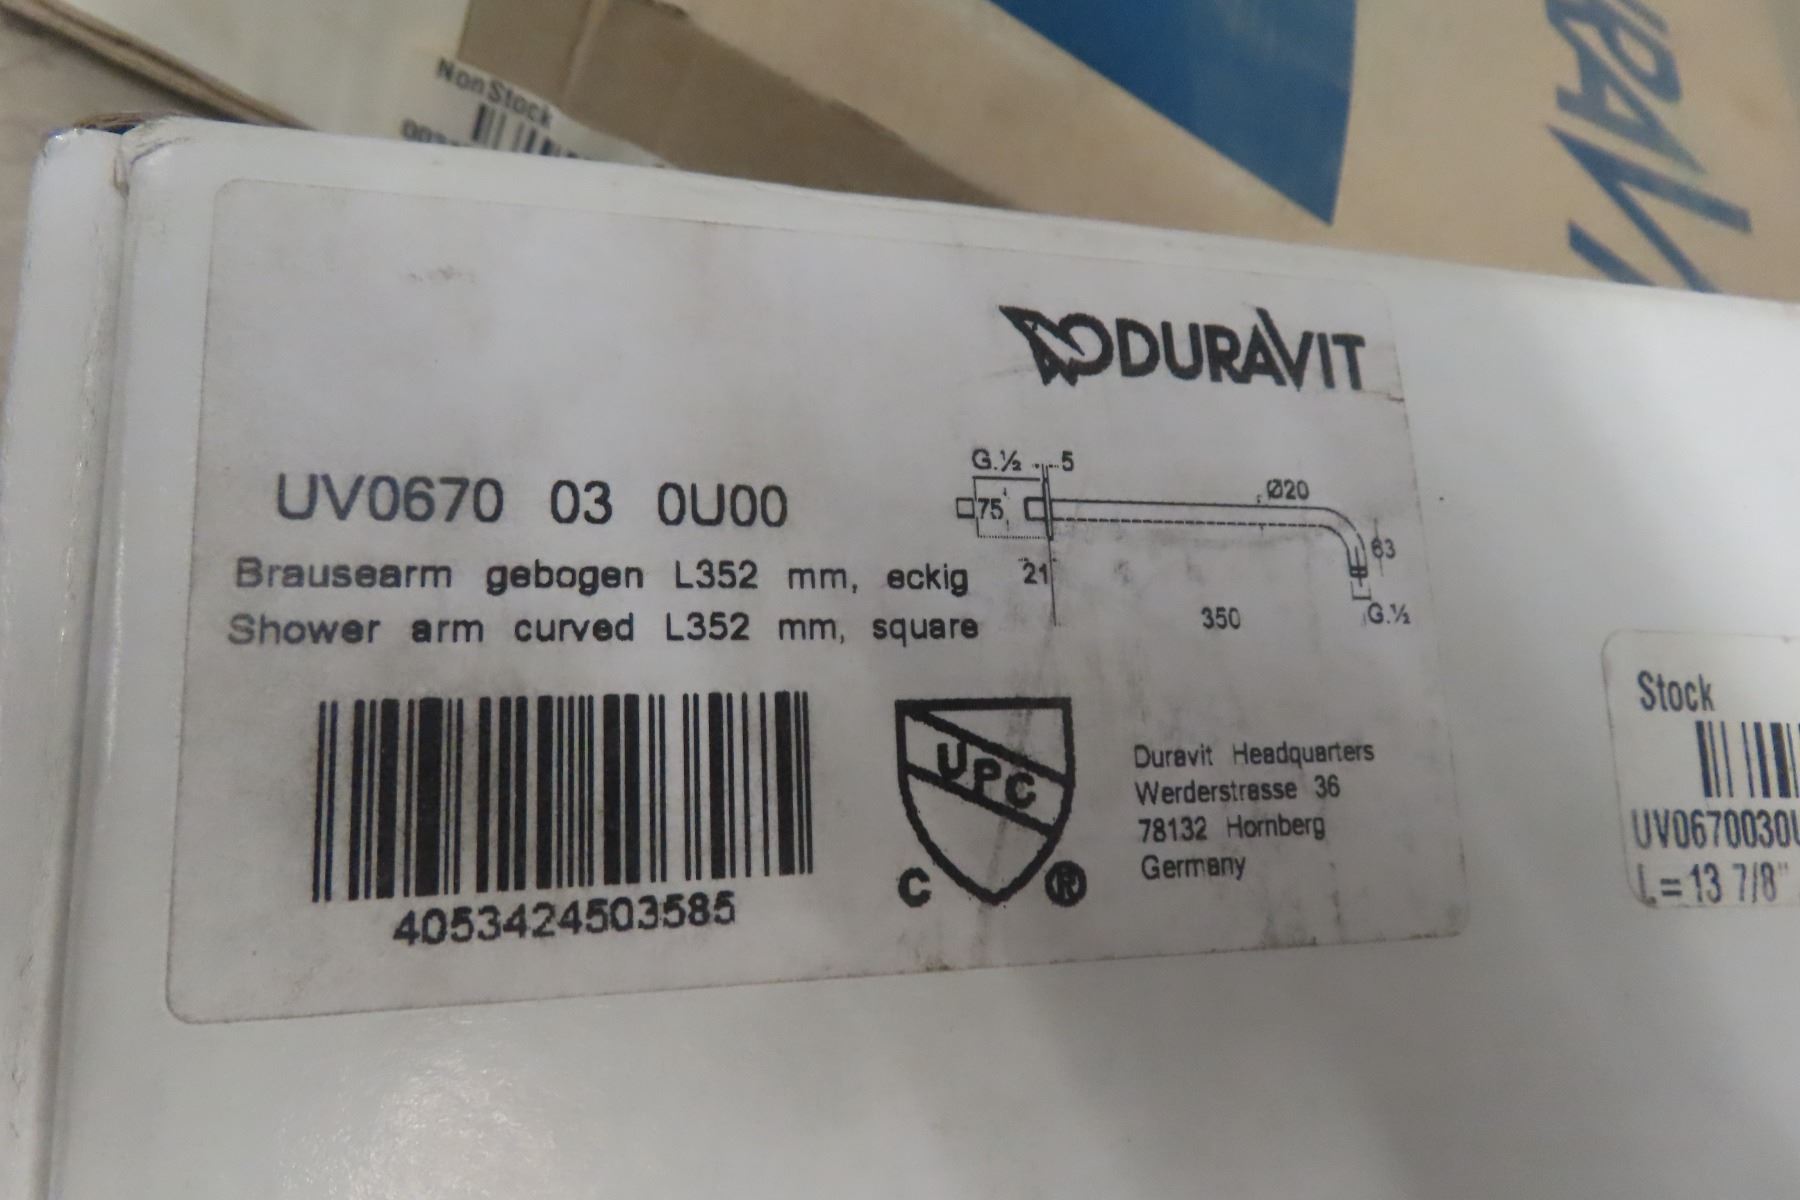 NonStock
DURAVIT
UV0670 03 0U00
Brausearm gebogen L352 mm, eckig
Shower arm curved L352 mm, square
G.½ 5
75
Ø20
63
21
350
G.½
4053424503585
UPC
C ®
Duravit Headquarters
Werderstrasse 36
78132 Hornberg
Germany
Stock
UV0670030U
L=13 7/8"